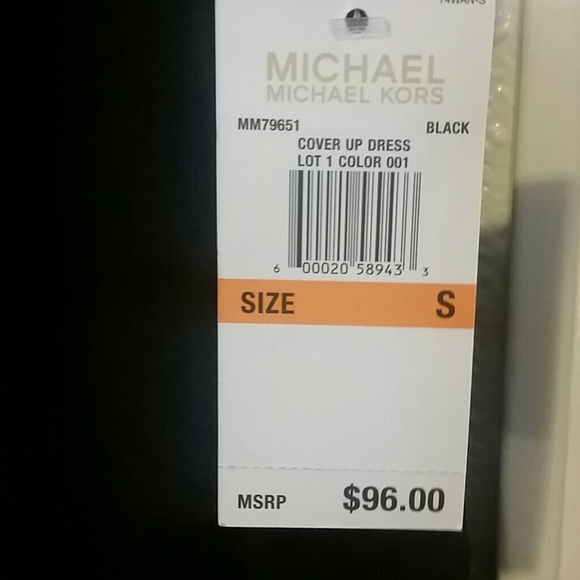 MICHAEL
MICHAEL KORS
MM79651 BLACK
COVER UP DRESS
LOT 1 COLOR 001
6 00020 58943 3
SIZE S
MSRP $96.00